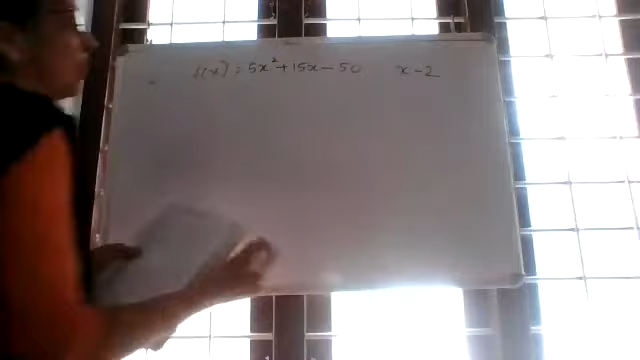 f(x) = 5x² + 15x - 50 x - 2